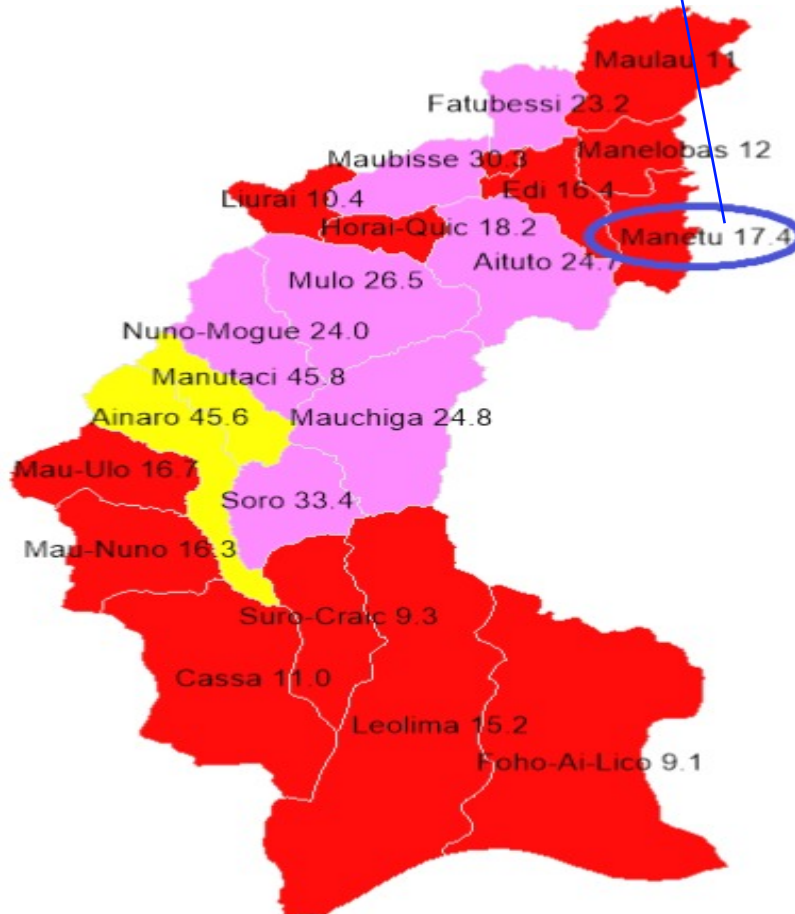 Maulau 11
Fatubessi 23.2
Maubisse 30.3
Manelobas 12
Edi 16.4
Liurai 10.4
Horai-Quic 18.2
Manetu 17.4
Aituto 24.7
Mulo 26.5
Nuno-Mogue 24.0
Manutaci 45.8
Ainaro 45.6
Mauchiga 24.8
Mau-Ulo 16.7
Soro 33.4
Mau-Nuno 16.3
Suro-Craic 9.3
Cassa 11.0
Leolima 15.2
Foho-Ai-Lico 9.1